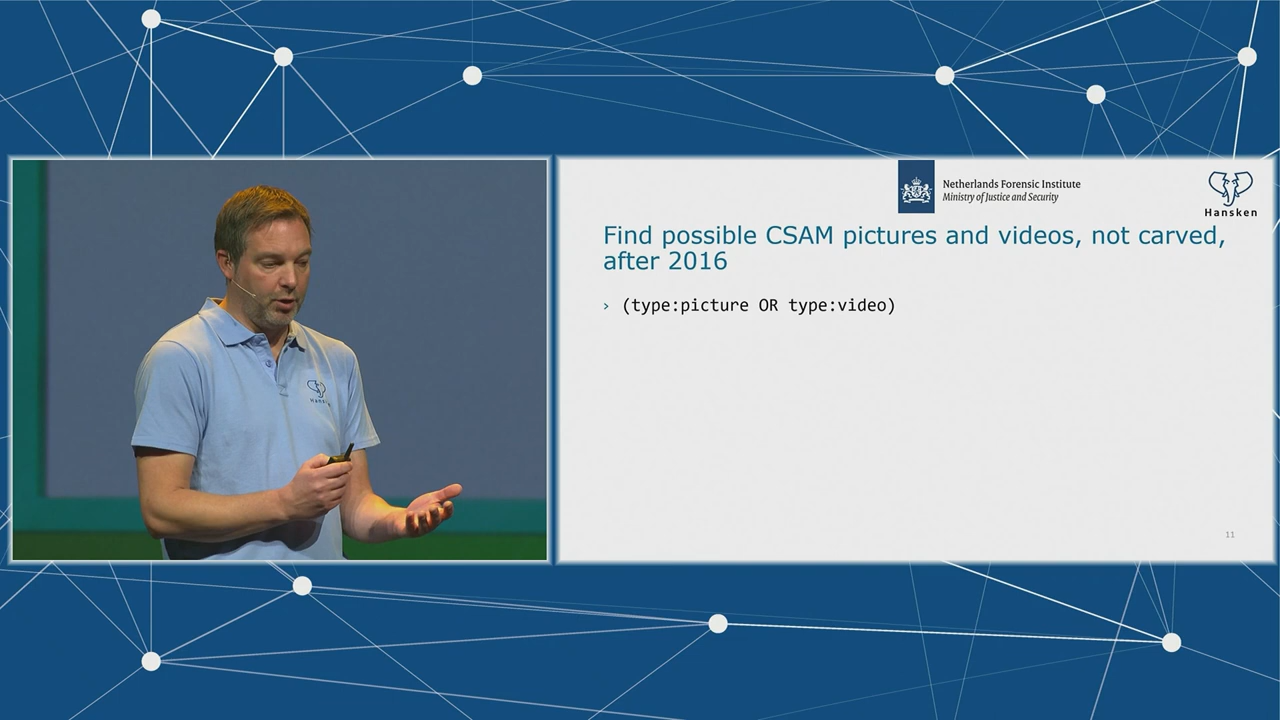 Netherlands Forensic Institute
Ministry of Justice and Security
Hansken
Find possible CSAM pictures and videos, not carved,
after 2016
› (type:picture OR type:video)
11